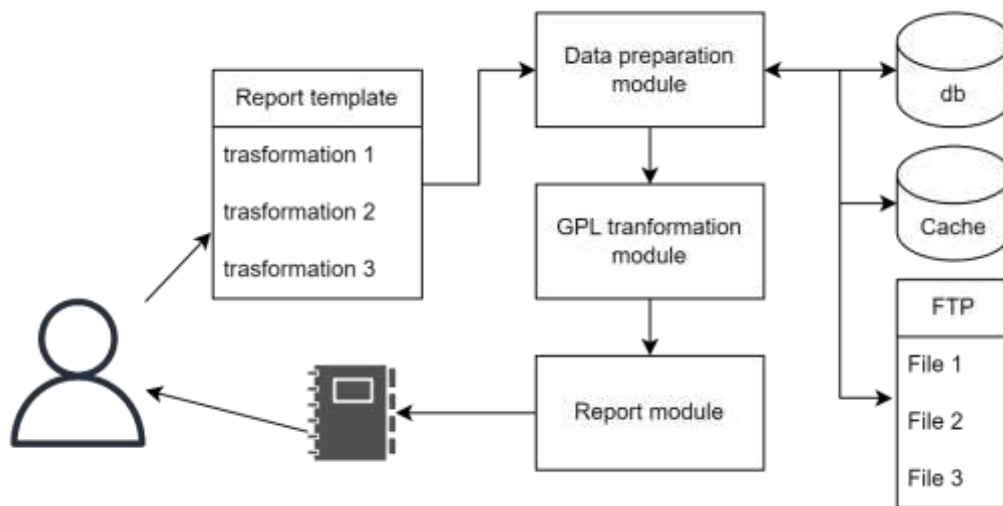 Report template
trasformation 1
trasformation 2
trasformation 3
Data preparation
module
GPL tranformation
module
Report module
db
Cache
FTP
File 1
File 2
File 3